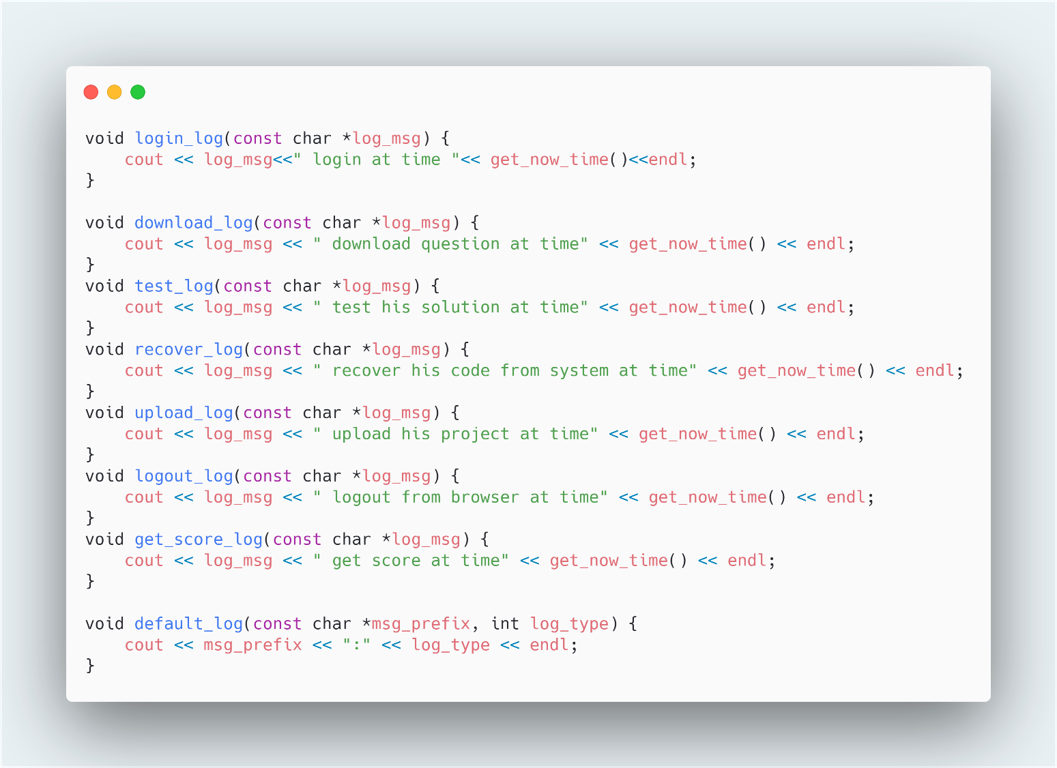 void login_log(const char *log_msg) {
    cout << log_msg<<" login at time "<< get_now_time()<<endl;
}

void download_log(const char *log_msg) {
    cout << log_msg << " download question at time" << get_now_time() << endl;
}
void test_log(const char *log_msg) {
    cout << log_msg << " test his solution at time" << get_now_time() << endl;
}
void recover_log(const char *log_msg) {
    cout << log_msg << " recover his code from system at time" << get_now_time() << endl;
}
void upload_log(const char *log_msg) {
    cout << log_msg << " upload his project at time" << get_now_time() << endl;
}
void logout_log(const char *log_msg) {
    cout << log_msg << " logout from browser at time" << get_now_time() << endl;
}
void get_score_log(const char *log_msg) {
    cout << log_msg << " get score at time" << get_now_time() << endl;
}

void default_log(const char *msg_prefix, int log_type) {
    cout << msg_prefix << ":" << log_type << endl;
}